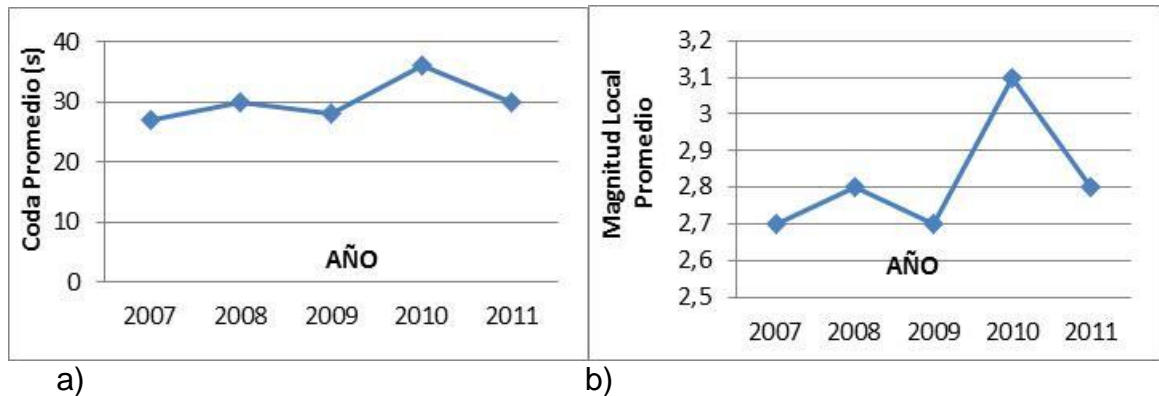 Coda Promedio (s)
40
30
20
10
0
AÑO
2007 2008 2009 2010 2011
Magnitud Local
Promedio
3,2
3,1
3
2,9
2,8
2,7
2,6
2,5
AÑO
2007 2008 2009 2010 2011
a) b)